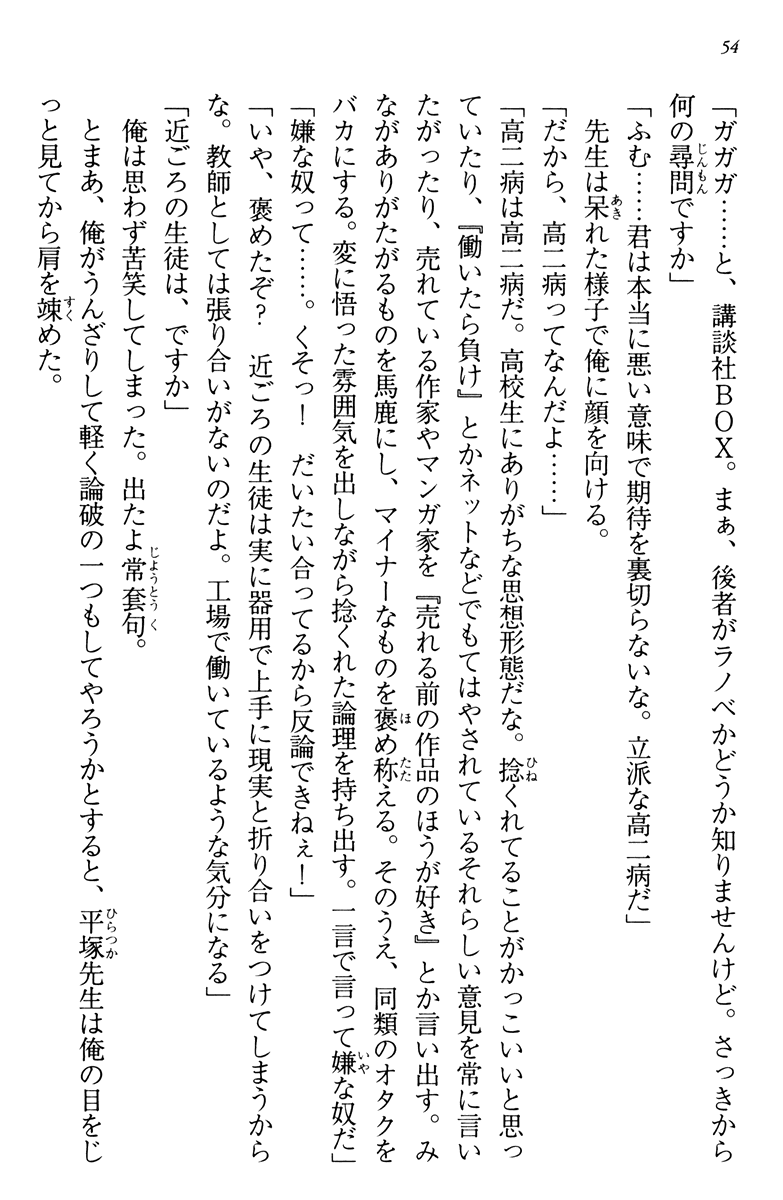 54
「ガガガ……と、講談社BOX。まぁ、後者がラノベかどうか知りませんけど。さっきから
何の尋問ですか」
「ふむ……君は本当に悪い意味で期待を裏切らないな。立派な高二病だ」
先生は呆れた様子で俺に顔を向ける。
「だから、高二病ってなんだよ……」
「高二病は高二病だ。高校生にありがちな思想形態だな。捻くれてることがかっこいいと思っ
ていたり、『働いたら負け』とかネットなどでもてはやされているそれらしい意見を常に言い
たがったり、売れている作家やマンガ家を『売れる前の作品のほうが好き』とか言い出す。み
ながありがたがるものを馬鹿にし、マイナーなものを褒め称える。そのうえ、同類のオタクを
バカにする。変に悟った雰囲気を出しながら捻くれた論理を持ち出す。一言で言って嫌な奴だ」
「嫌な奴って……。くそっ！　だいたい合ってるから反論できねぇ！」
「いや、褒めたぞ？　近ごろの生徒は実に器用で上手に現実と折り合いをつけてしまうから
な。教師としては張り合いがないのだよ。工場で働いているような気分になる」
「近ごろの生徒は、ですか」
俺は思わず苦笑してしまった。出たよ常套句。
とまあ、俺がうんざりして軽く論破の一つもしてやろうかとすると、平塚先生は俺の目をじ
っと見てから肩を竦めた。